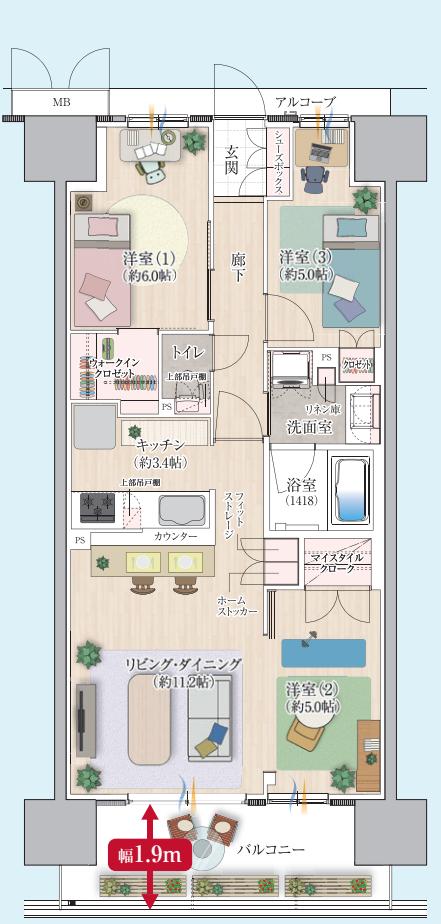 MB
アルコーブ
玄関
シューズボックス
洋室(1)
(約6.0帖)
廊下
洋室(3)
(約5.0帖)
ウォークイン
クロゼット
トイレ
上部吊戸棚
PS
PS
クロゼット
リネン庫
洗面室
キッチン
(約3.4帖)
上部吊戸棚
カウンター
PS
フィット
ストレージ
浴室
(1418)
マイスタイル
クローク
ホーム
ストッカー
リビング・ダイニング
(約11.2帖)
洋室(2)
(約5.0帖)
幅1.9m
バルコニー